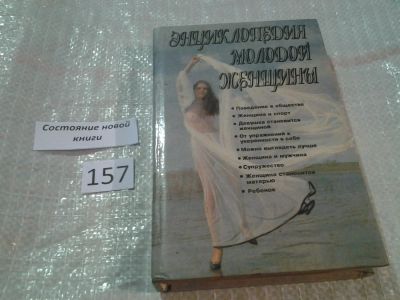 ЭНЦИКЛОПЕДИЯ
МОЛОДОЙ
ЖЕНЩИНЫ
• Поведение в обществе
• Женщина и спорт
• Девушка становится
женщиной
• От упражнений к
уверенности в себе
• Можно выглядеть лучше
• Женщина и мужчина
• Супружество
• Женщина становится
матерью
• Ребенок
Состояние новой
книги
157